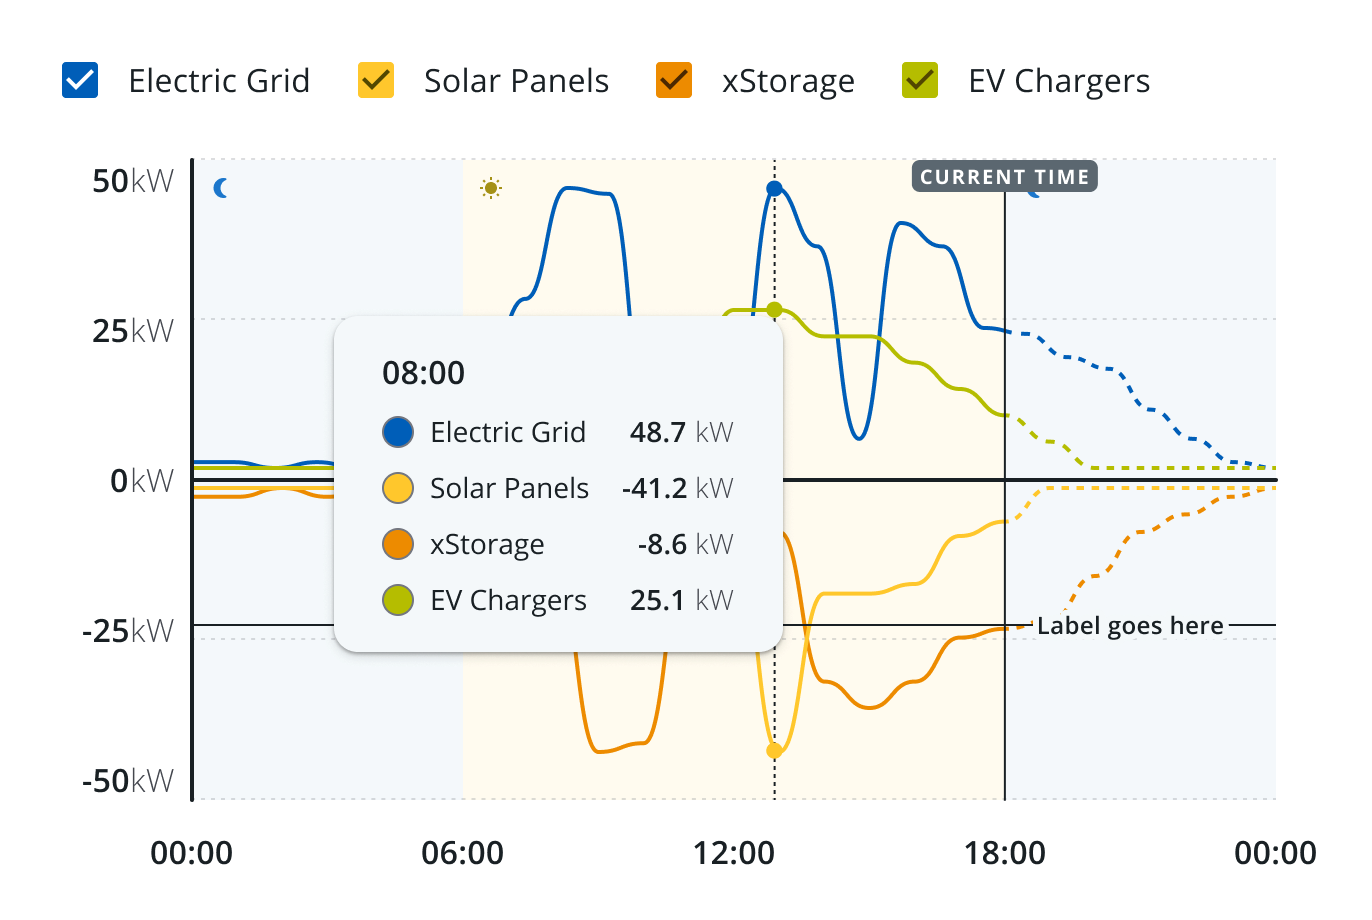 Electric Grid Solar Panels xStorage EV Chargers
50kW
CURRENT TIME
25kW
08:00
Electric Grid 48.7 kW
0kW
Solar Panels -41.2 kW
xStorage -8.6 kW
EV Chargers 25.1 kW
-25kW
Label goes here
-50kW
00:00 06:00 12:00 18:00 00:00